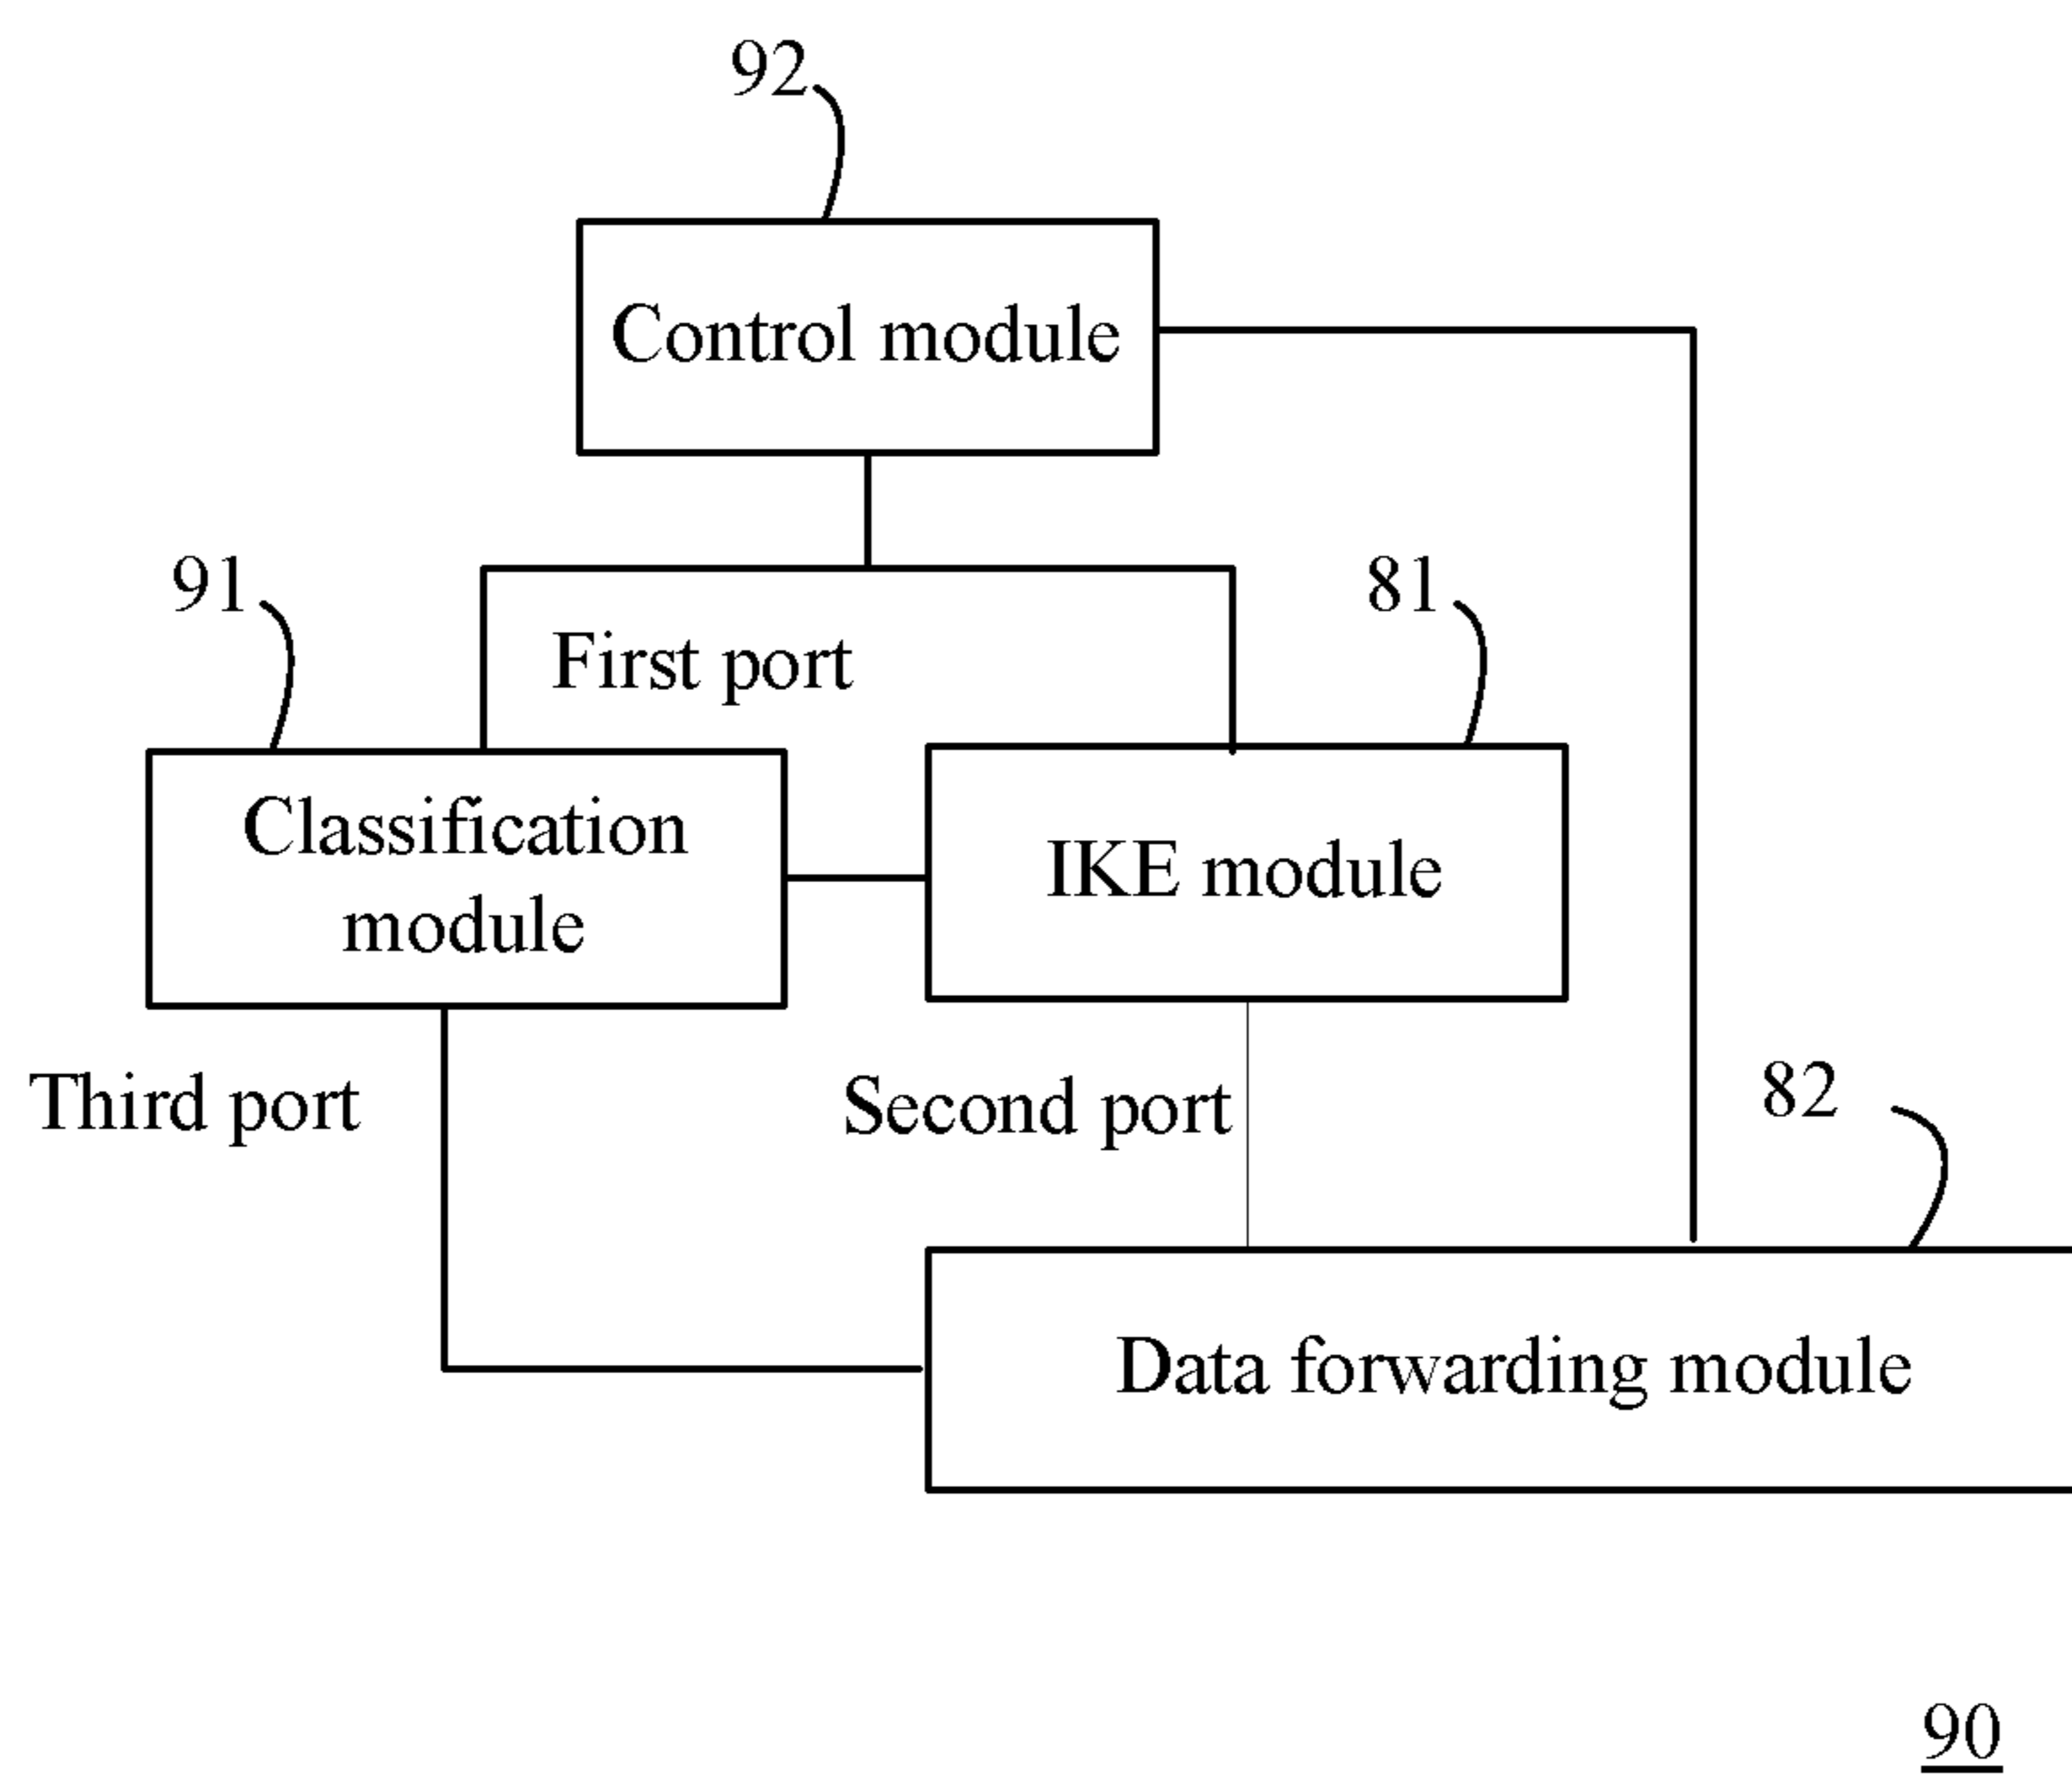 92
Control module
91
81
First port
Classification
module
IKE module
Third port
Second port
82
Data forwarding module
90